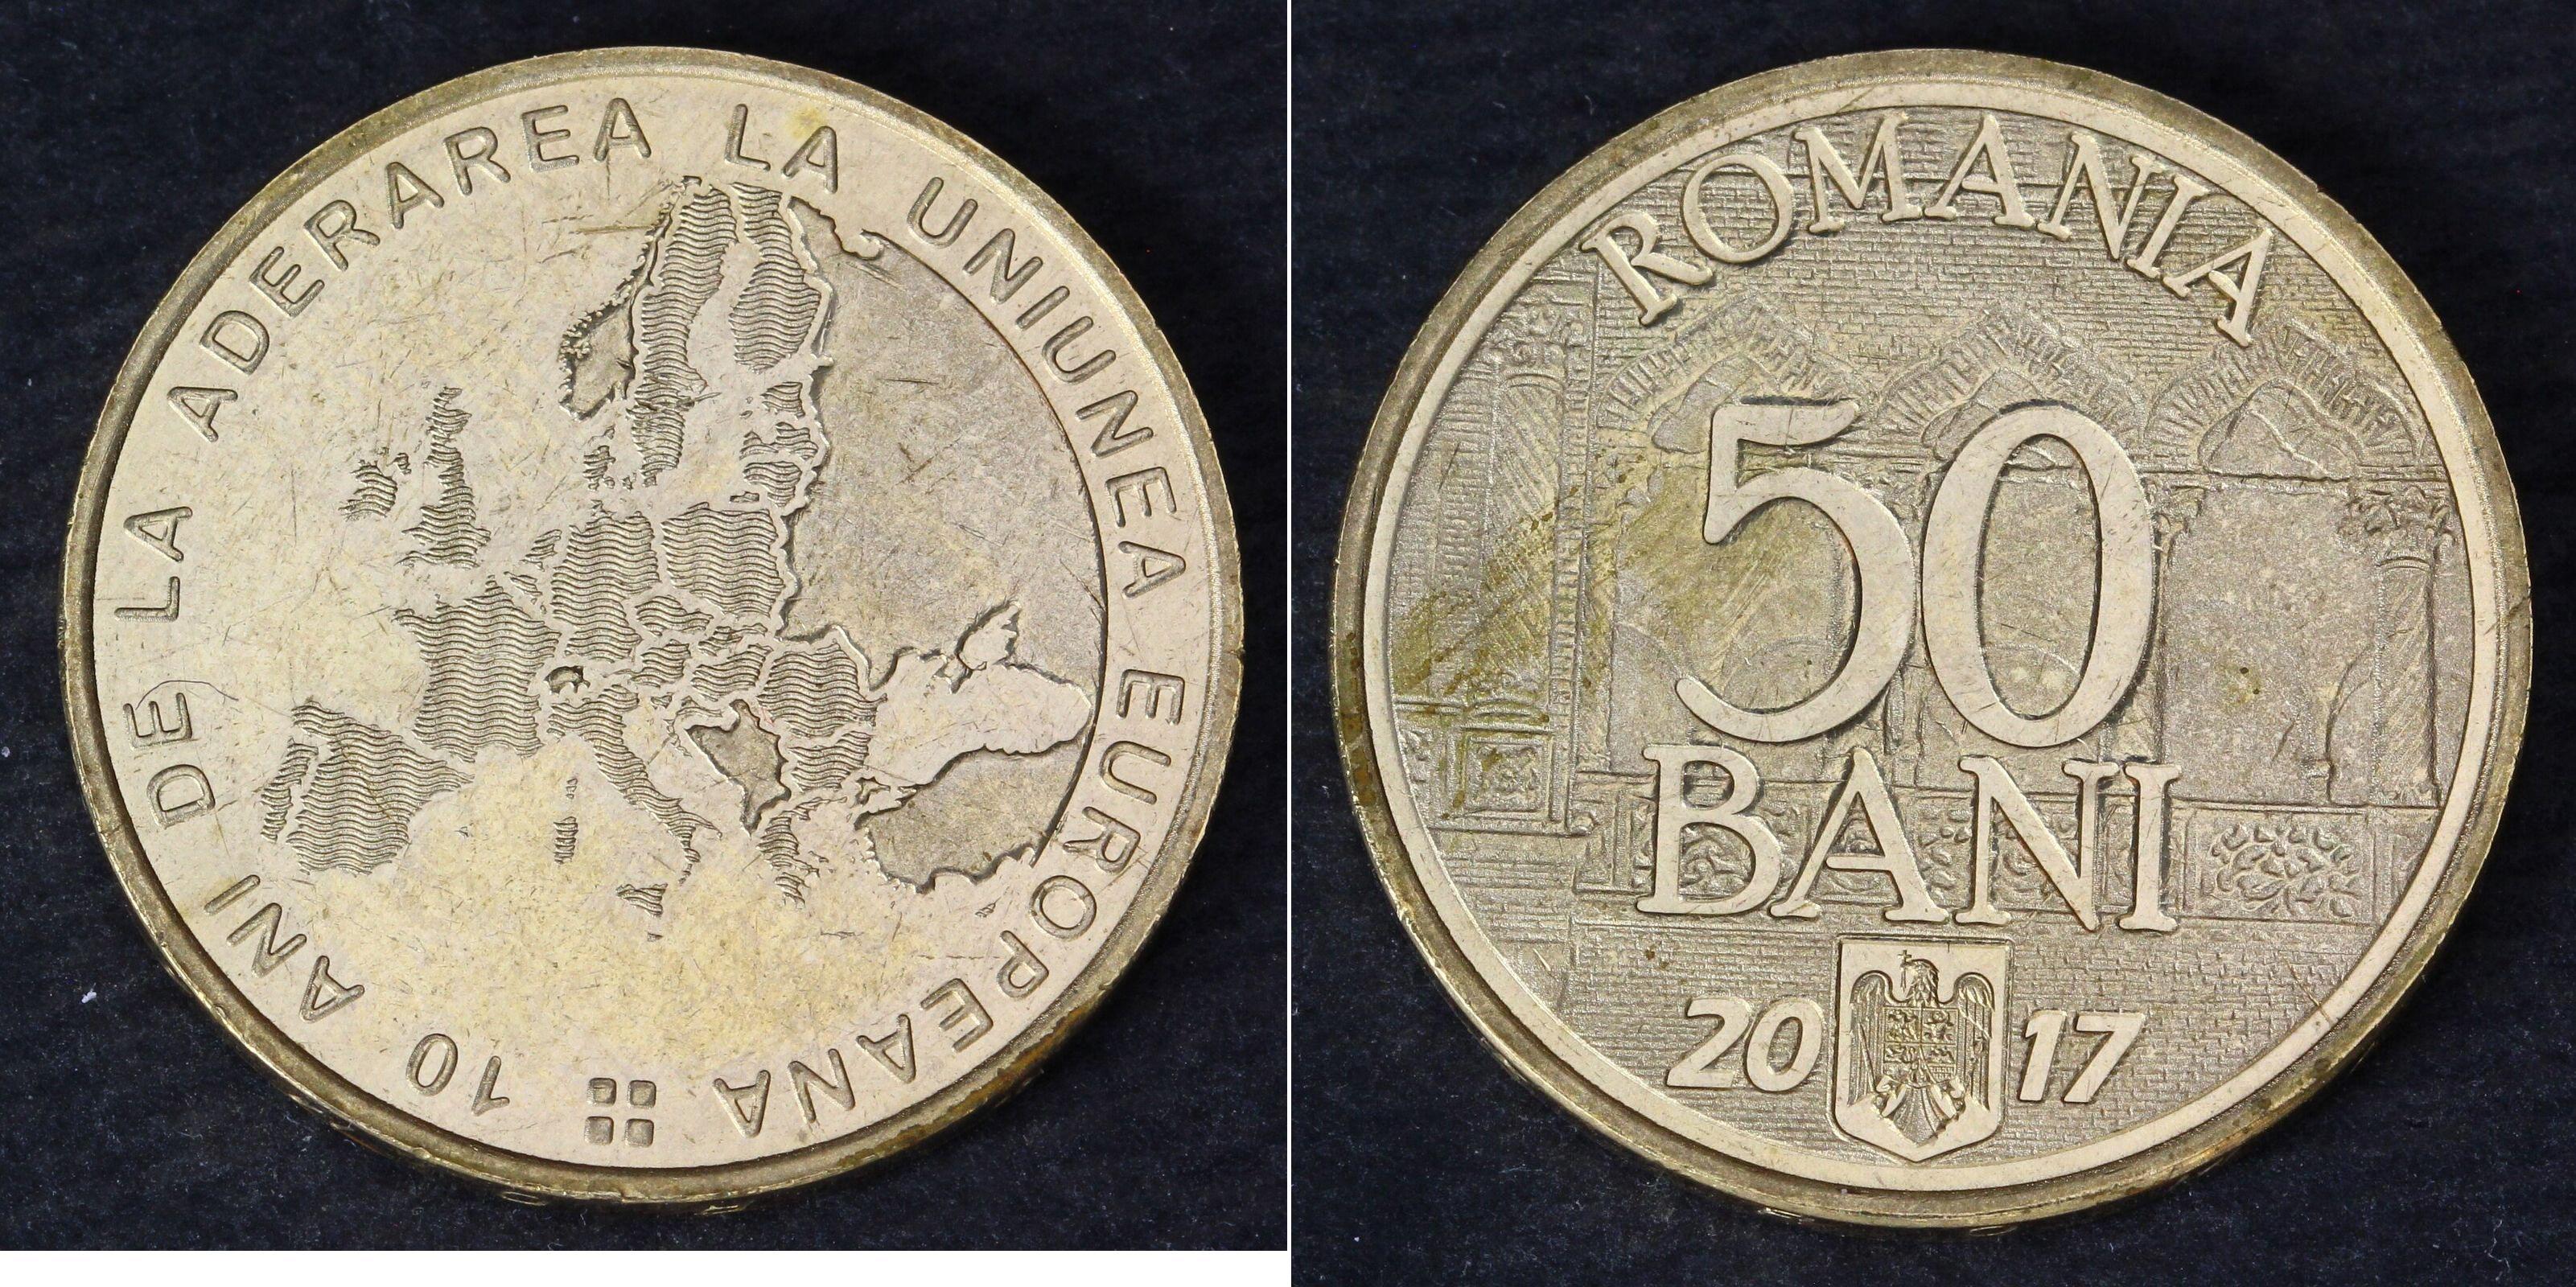 10 ANI DE LA ADERAREA LA UNIUNEA EUROPEANA
ROMANIA
50
BANI
20 17